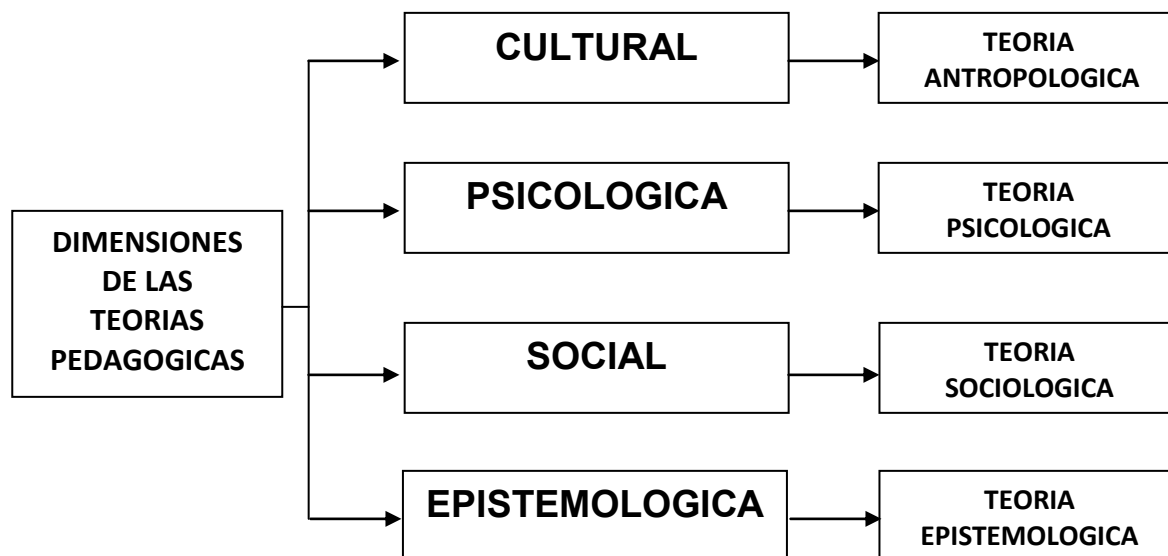 CULTURAL
TEORIA
ANTROPOLOGICA
PSICOLOGICA
TEORIA
PSICOLOGICA
DIMENSIONES
DE LAS
TEORIAS
PEDAGOGICAS
SOCIAL
TEORIA
SOCIOLOGICA
EPISTEMOLOGICA
TEORIA
EPISTEMOLOGICA